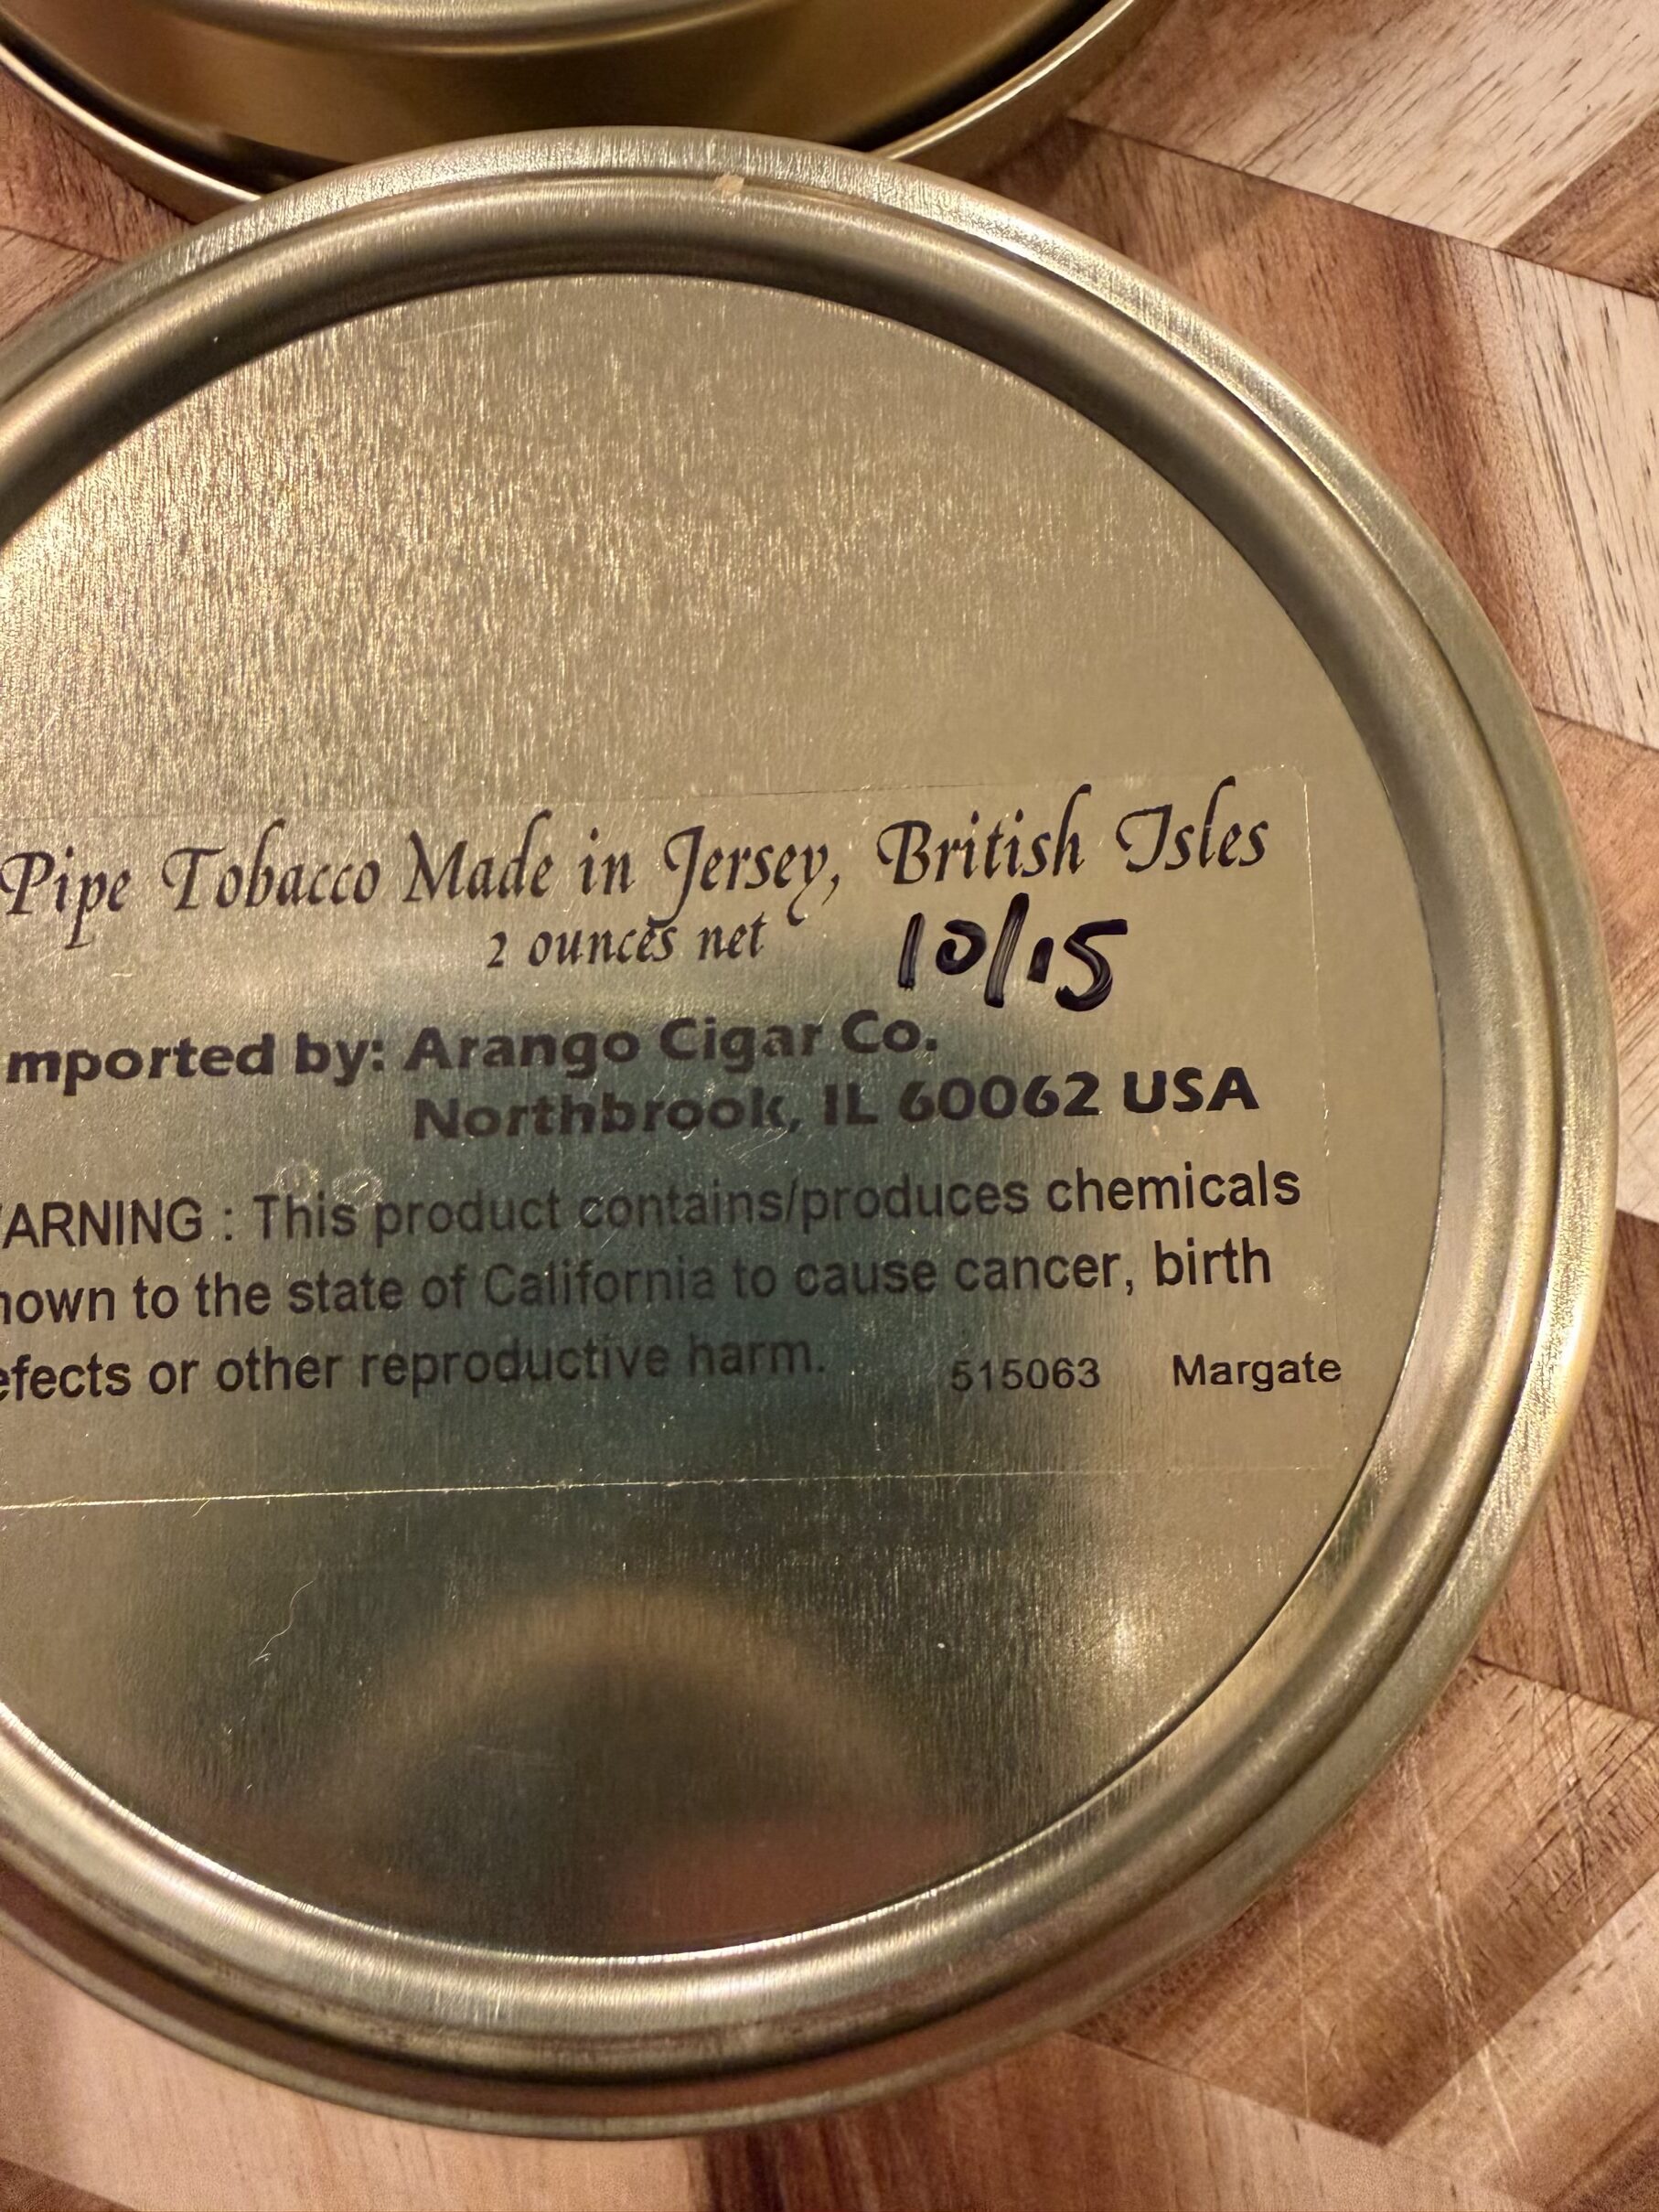 Pipe Tobacco Made in Jersey, British Isles
2 ounces net 10/15
mported by: Arango Cigar Co.
Northbrook, IL 60062 USA
ARNING : This product contains/produces chemicals
nown to the state of California to cause cancer, birth
efects or other reproductive harm. 515063 Margate